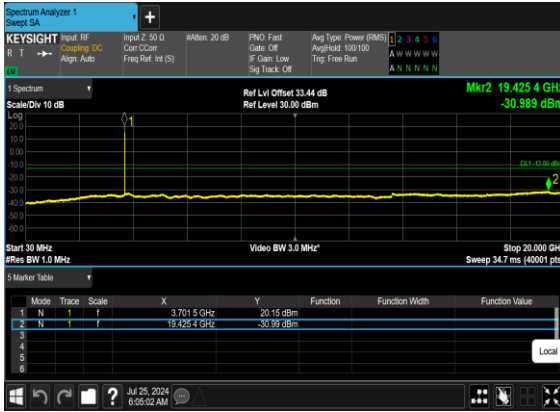 Spectrum Analyzer 1
Swept SA
+
KEYSIGHT Input: RF Input Z: 50 Ω #Atten: 20 dB PNO: Fast Avg Type: Power (RMS) 1 2 3 4 5 6
R T Coupling: DC Corr CCorr Gate: Off Avg|Hold: 100/100 A W W W W W
Align: Auto Freq Ref: Int (S) IF Gain: Low Trig: Free Run
Sig Track: Off A N N N N N
1 Spectrum
Ref Lvl Offset 33.44 dB Mkr2 19.425 4 GHz
Scale/Div 10 dB Ref Level 30.00 dBm -30.989 dBm
Log
20.0
10.0
0.00
-10.0
-20.0
-30.0
-40.0
-50.0
-60.0
1
DL1 -13.00 dBm
2
Start 30 MHz Video BW 3.0 MHz* Stop 20.000 GH
#Res BW 1.0 MHz Sweep 34.7 ms (40001 pts
5 Marker Table
Mode Trace Scale X Y Function Function Width Function Value
1 N 1 f 3.701 5 GHz 20.15 dBm
2 N 1 f 19.425 4 GHz -30.99 dBm
3
4
5
6
Local
?
Jul 25, 2024
6:05:02 AM